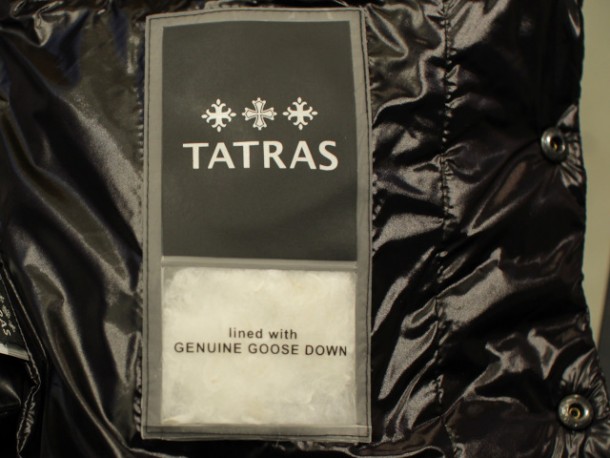 TATRAS
lined with
GENUINE GOOSE DOWN